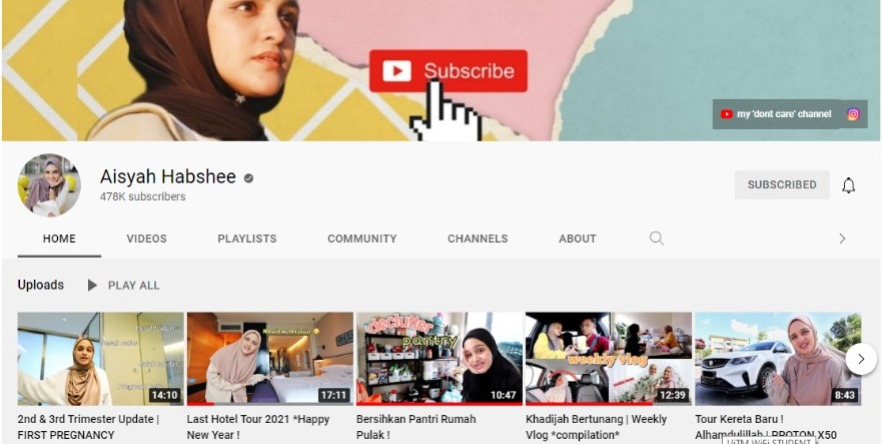 Subscribe
my 'dont care' channel
Aisyah Habshee
478K subscribers
SUBSCRIBED
HOME VIDEOS PLAYLISTS COMMUNITY CHANNELS ABOUT
Uploads PLAY ALL
declutter
pantry
weekly vlog
14:10 17:11 10:47 12:39 8:43
2nd & 3rd Trimester Update |
FIRST PREGNANCY
Last Hotel Tour 2021 *Happy
New Year !
Bersihkan Pantri Rumah
Pulak !
Khadijah Bertunang | Weekly
Vlog *compilation*
Tour Kereta Baru !
Alhamdulillah | PROTON X50
UiTM WiFi STUDENT